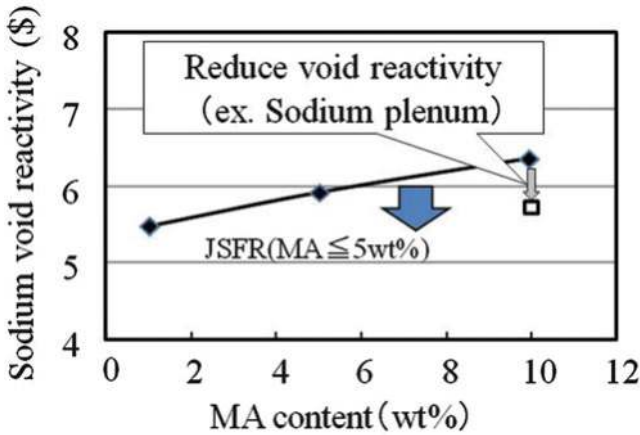 Sodium void reactivity ($)
8
7
6
5
4
Reduce void reactivity
(ex. Sodium plenum)
JSFR(MA≦5wt%)
0 2 4 6 8 10 12
MA content(wt%)